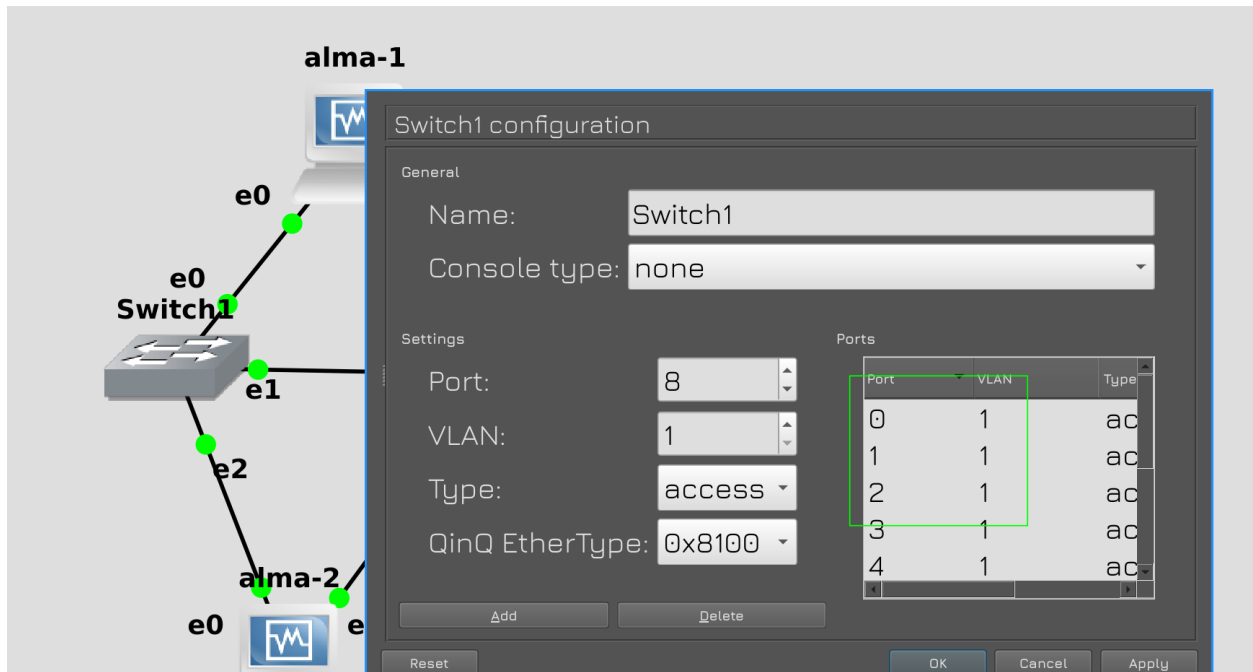 alma-1
Switch1 configuration
General
e0
Name: Switch1
Console type: none
e0
Switch1
Settings
Ports
Port: 8
Port VLAN Type
e1
VLAN: 1
0 1 ac
1 1 ac
e2
Type: access
2 1 ac
QinQ EtherType: 0x8100
3 1 ac
4 1 ac
alma-2
Add Delete
e0 e
Reset OK Cancel Apply